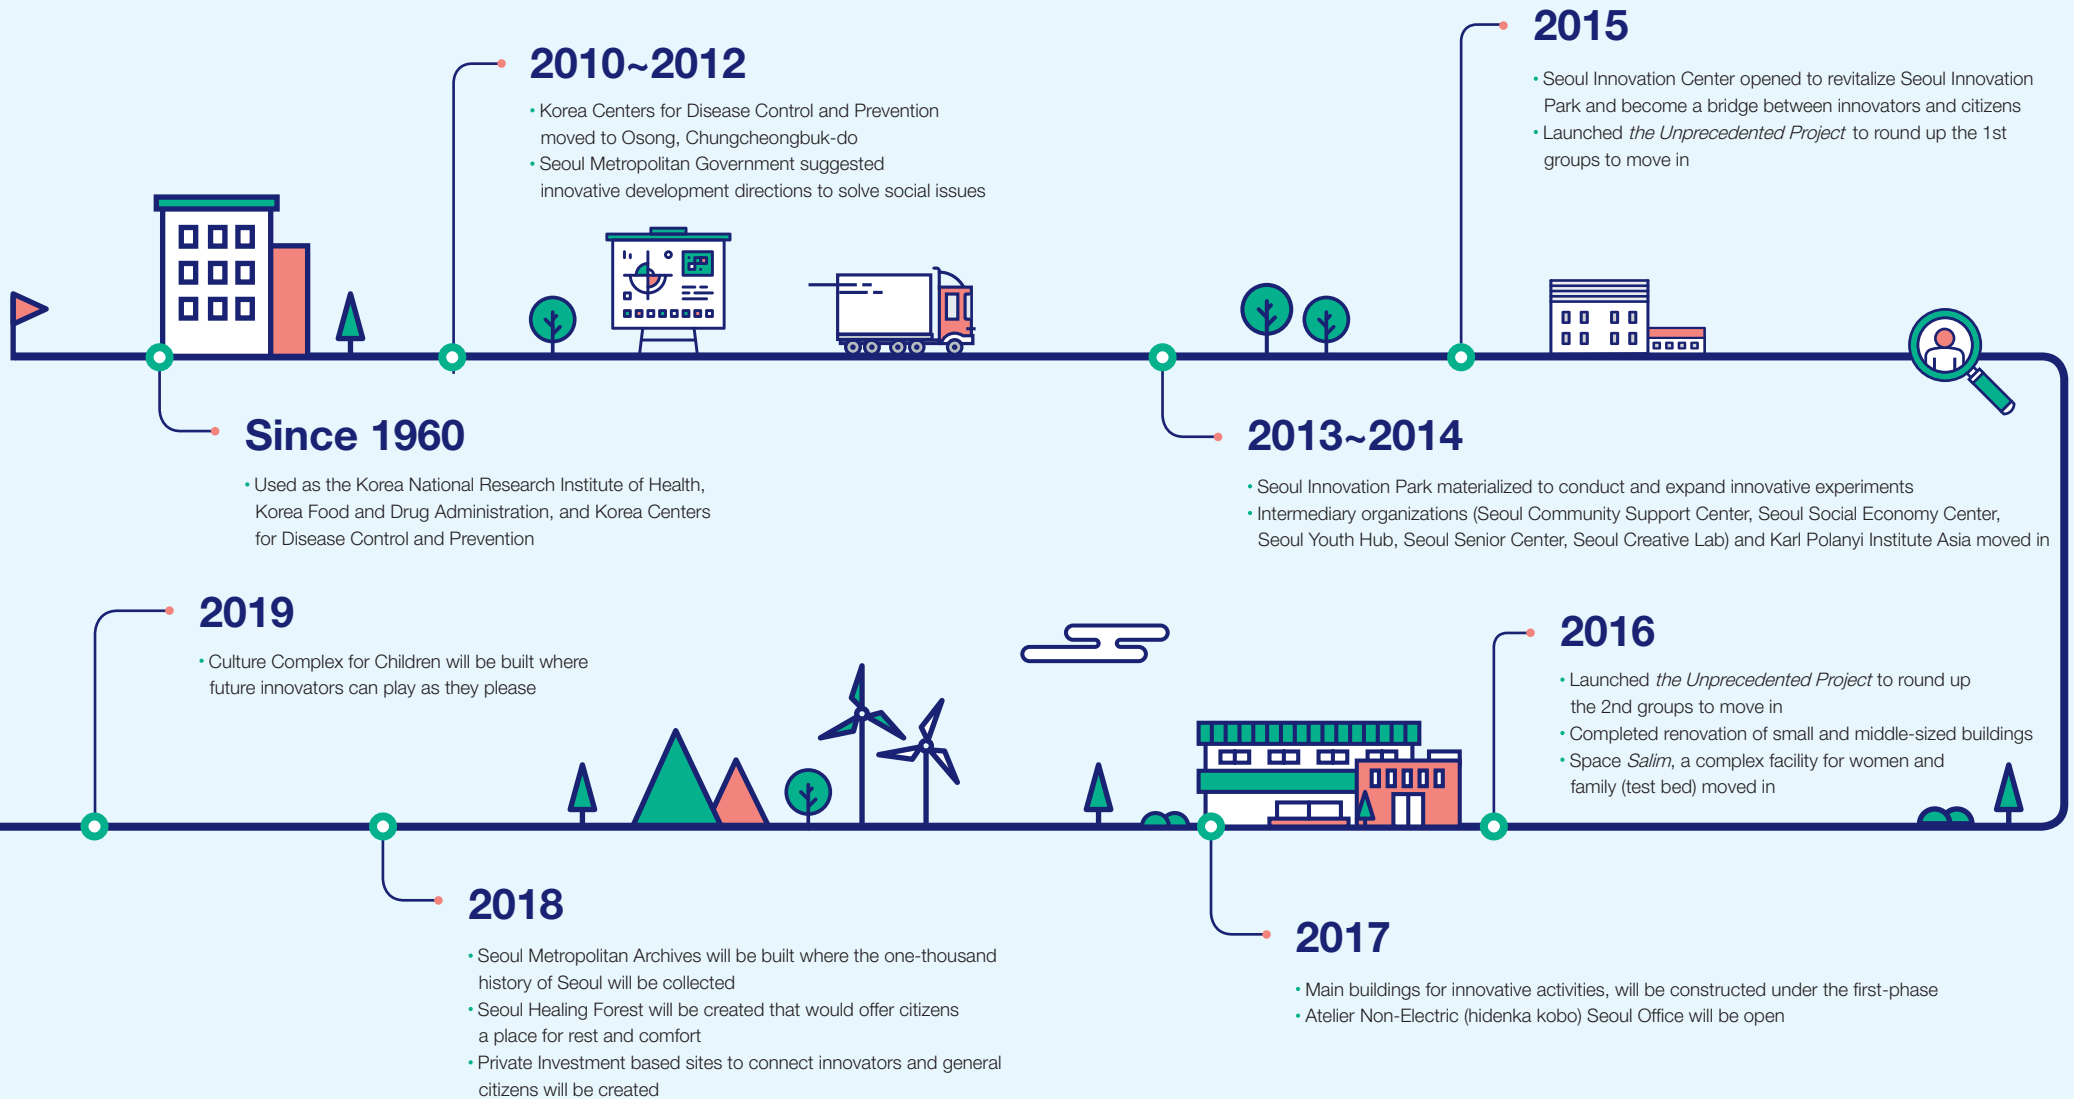 Since 1960
• Used as the Korea National Research Institute of Health,
Korea Food and Drug Administration, and Korea Centers
for Disease Control and Prevention
2010~2012
• Korea Centers for Disease Control and Prevention
moved to Osong, Chungcheongbuk-do
• Seoul Metropolitan Government suggested
innovative development directions to solve social issues
2013~2014
• Seoul Innovation Park materialized to conduct and expand innovative experiments
• Intermediary organizations (Seoul Community Support Center, Seoul Social Economy Center,
Seoul Youth Hub, Seoul Senior Center, Seoul Creative Lab) and Karl Polanyi Institute Asia moved in
2015
• Seoul Innovation Center opened to revitalize Seoul Innovation
Park and become a bridge between innovators and citizens
• Launched the Unprecedented Project to round up the 1st
groups to move in
2016
• Launched the Unprecedented Project to round up
the 2nd groups to move in
• Completed renovation of small and middle-sized buildings
• Space Salim, a complex facility for women and
family (test bed) moved in
2017
• Main buildings for innovative activities, will be constructed under the first-phase
• Atelier Non-Electric (hidenka kobo) Seoul Office will be open
2018
• Seoul Metropolitan Archives will be built where the one-thousand
history of Seoul will be collected
• Seoul Healing Forest will be created that would offer citizens
a place for rest and comfort
• Private Investment based sites to connect innovators and general
citizens will be created
2019
• Culture Complex for Children will be built where
future innovators can play as they please